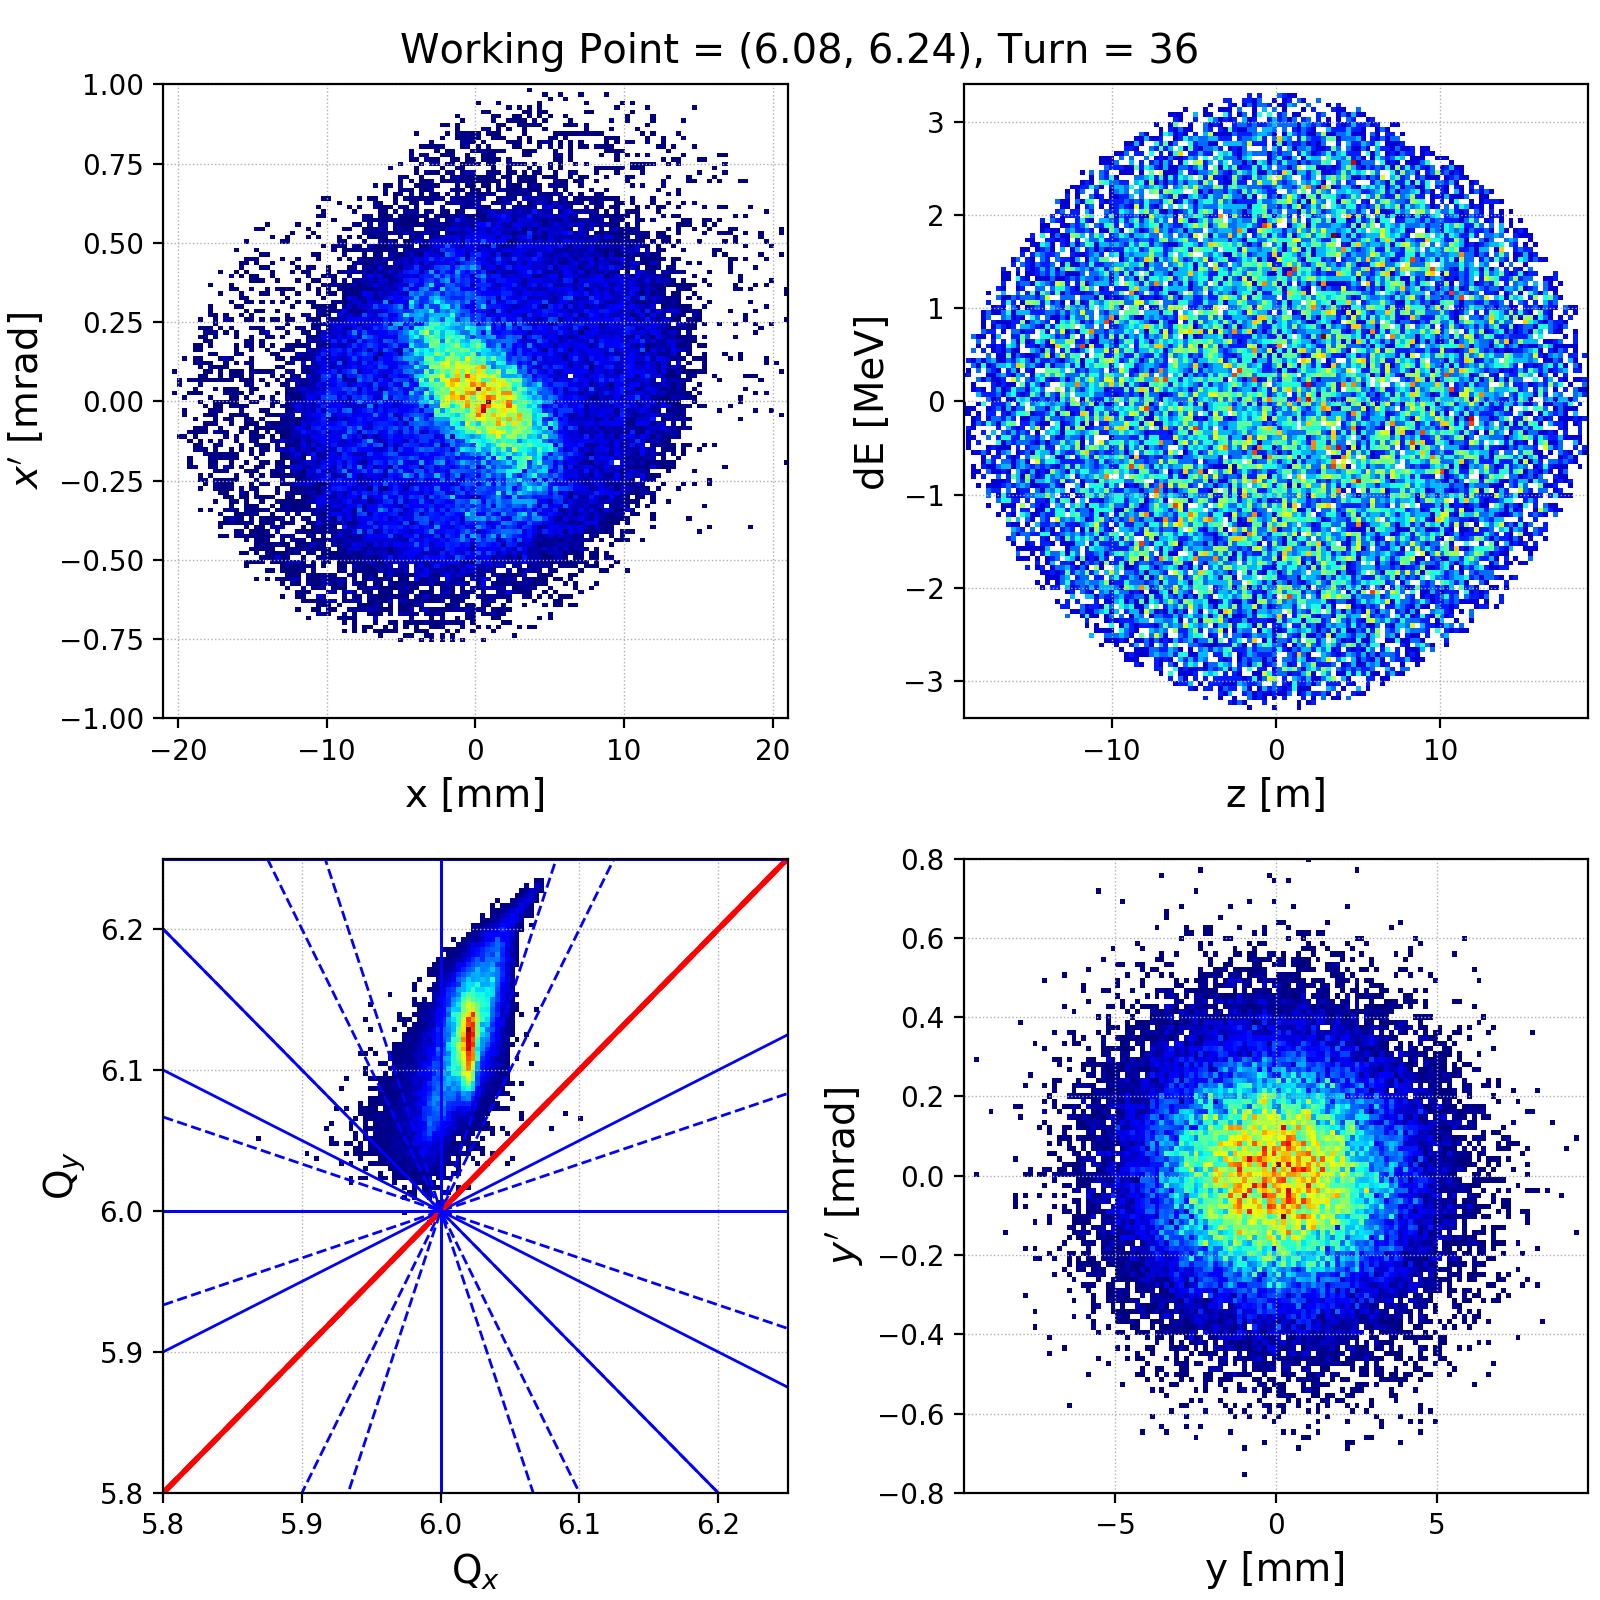 Working Point = (6.08, 6.24), Turn = 36
1.00
0.75
0.50
0.25
0.00
−0.25
−0.50
−0.75
−1.00
x′ [mrad]
−20 −10 0 10 20
x [mm]
3
2
1
0
−1
−2
−3
dE [MeV]
−10 0 10
z [m]
6.2
6.1
6.0
5.9
5.8
Qy
5.8 5.9 6.0 6.1 6.2
Qx
0.8
0.6
0.4
0.2
0.0
−0.2
−0.4
−0.6
−0.8
y′ [mrad]
−5 0 5
y [mm]